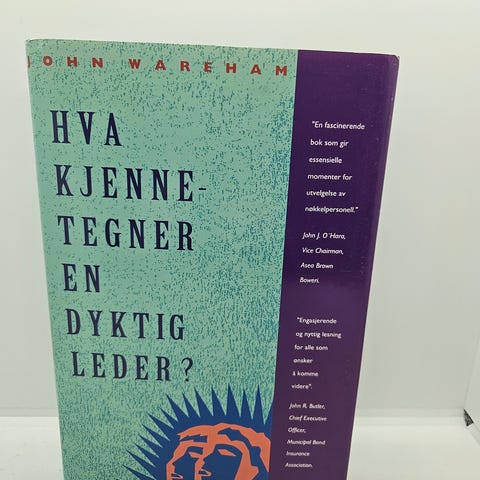 JOHN WAREHAM
HVA
KJENNE-
TEGNER
EN
DYKTIG
LEDER?
"En fascinerende
bok som gir
essensielle
momenter for
utvelgelse av
nøkkelpersonell."
John J. O'Hara,
Vice Chairman,
Asea Brown
Boweri.
"Engasjerende
og nyttig lesning
for alle som
ønsker
å komme
videre".
John R. Butler,
Chief Executive
Officer,
Municipal Bond
Insurance
Association.